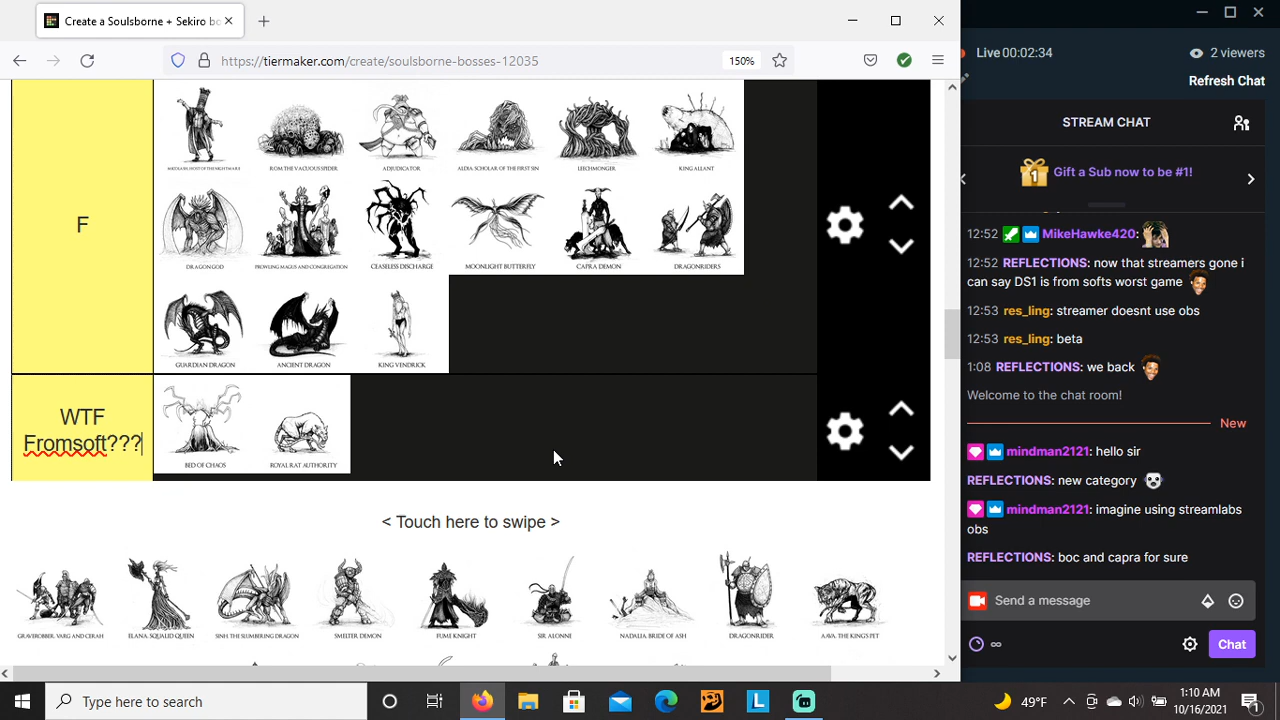 Create a Soulsborne + Sekiro bo
https://tiermaker.com/create/soulsborne-bosses-12035
150%
F
MICOLASH, HOST OF THE NIGHTMARE
ROM THE VACUOUS SPIDER
ADJUDICATOR
ALDIA: SCHOLAR OF THE FIRST SIN
LEECHMONGER
KING ALLANT
DRAGON GOD
PROWLING MAGUS AND CONGREGATION
CEASELESS DISCHARGE
MOONLIGHT BUTTERFLY
CAPRA DEMON
DRAGONRIDERS
GUARDIAN DRAGON
ANCIENT DRAGON
KING VENDRICK
WTF
Fromsoft???
BED OF CHAOS
ROYAL RAT AUTHORITY
< Touch here to swipe >
GRAVEROBBER, VARG AND CERAH
ELANA, SQUALID QUEEN
SINH, THE SLUMBERING DRAGON
SMELTER DEMON
FUME KNIGHT
SIR ALONNE
NADALIA, BRIDE OF ASH
DRAGONRIDER
AAVA, THE KING'S PET
Live 00:02:34
2 viewers
Refresh Chat
STREAM CHAT
1
Gift a Sub now to be #1!
12:52 MikeHawke420:
12:52 REFLECTIONS: now that streamers gone i
can say DS1 is from softs worst game
12:53 res_ling: streamer doesnt use obs
12:53 res_ling: beta
1:08 REFLECTIONS: we back
Welcome to the chat room!
New
mindman2121: hello sir
REFLECTIONS: new category
mindman2121: imagine using streamlabs
obs
REFLECTIONS: boc and capra for sure
Send a message
Chat
Type here to search
L
49°F
1:10 AM
10/16/2021
1